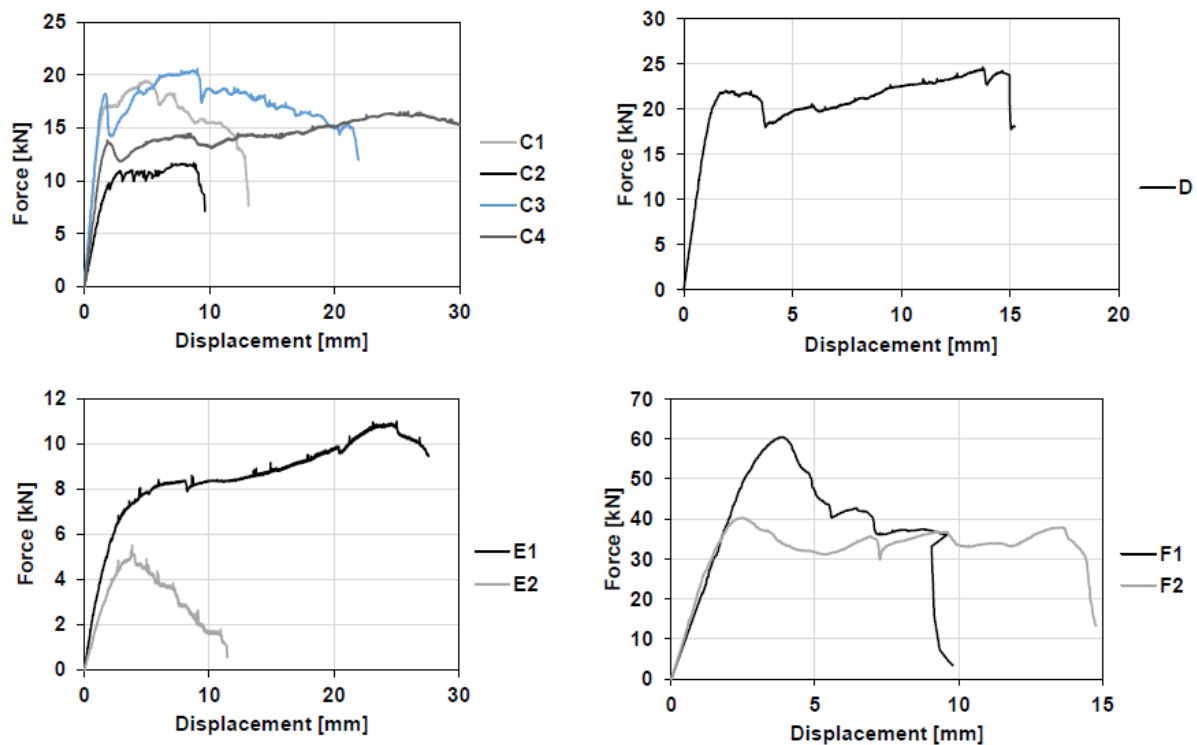 25
20
15
10
5
0
Force [kN]
0 10 20 30
Displacement [mm]
C1
C2
C3
C4
30
25
20
15
10
5
0
Force [kN]
0 5 10 15 20
Displacement [mm]
D
12
10
8
6
4
2
0
Force [kN]
0 10 20 30
Displacement [mm]
E1
E2
70
60
50
40
30
20
10
0
Force [kN]
0 5 10 15
Displacement [mm]
F1
F2